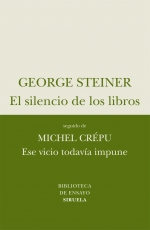 GEORGE STEINER
El silencio de los libros
seguido de
MICHEL CRÉPU
Ese vicio todavía impune
BIBLIOTECA
DE ENSAYO
SIRUELA